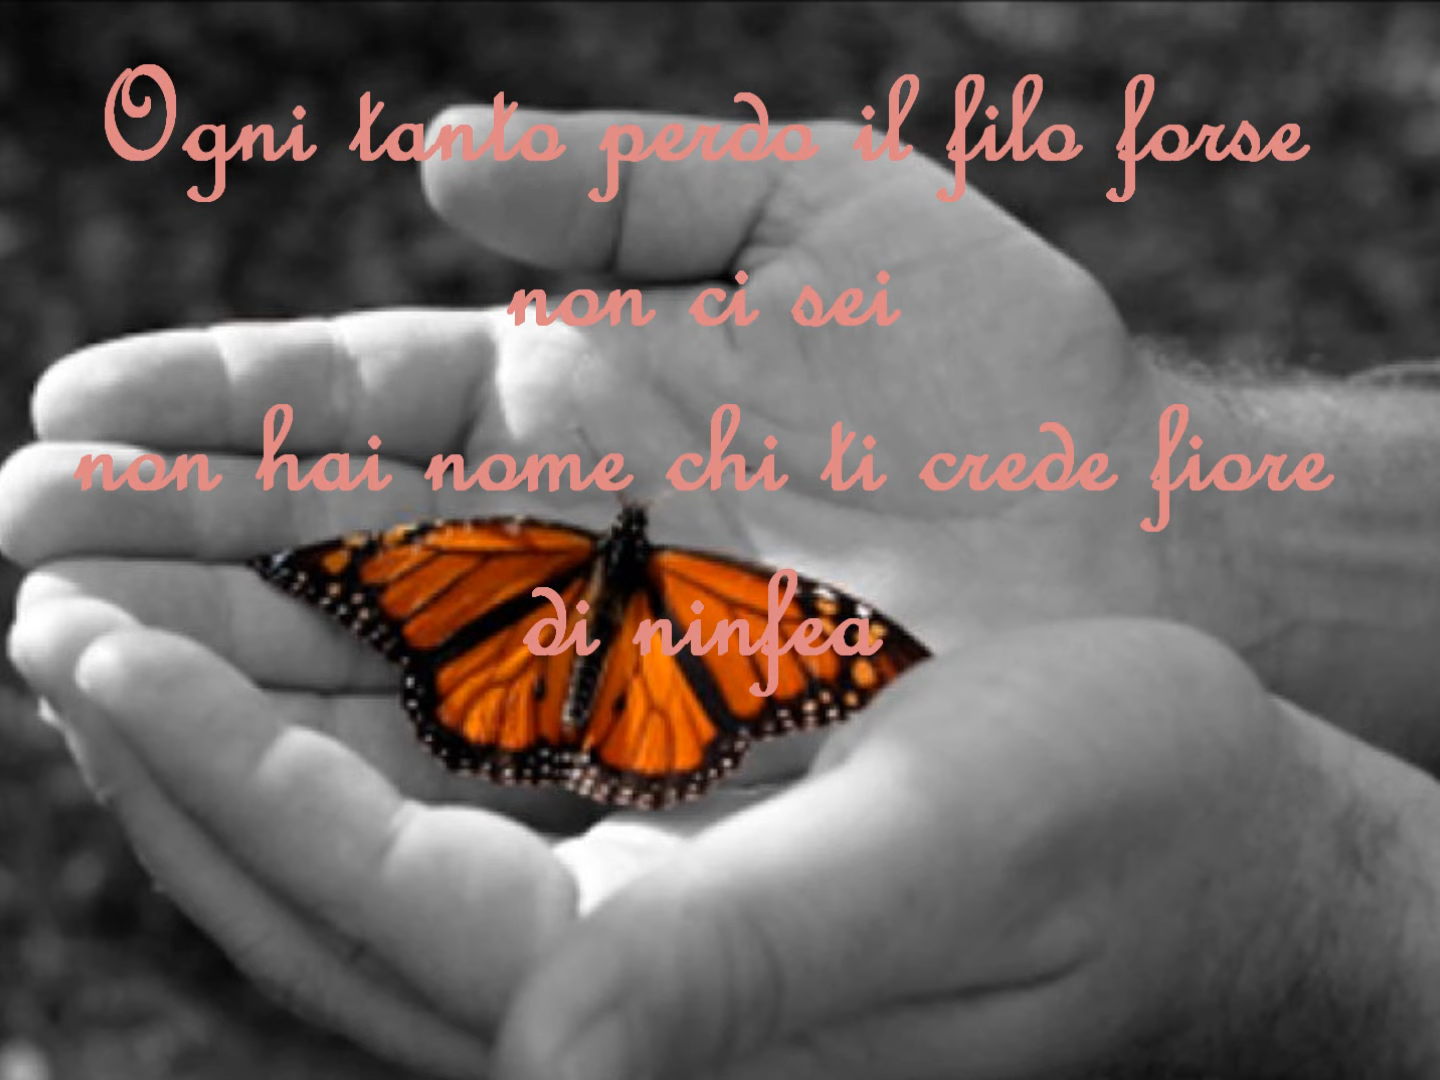 Ogni tanto perdo il filo forse
non ci sei
non hai nome chi ti crede fiore
di ninfea